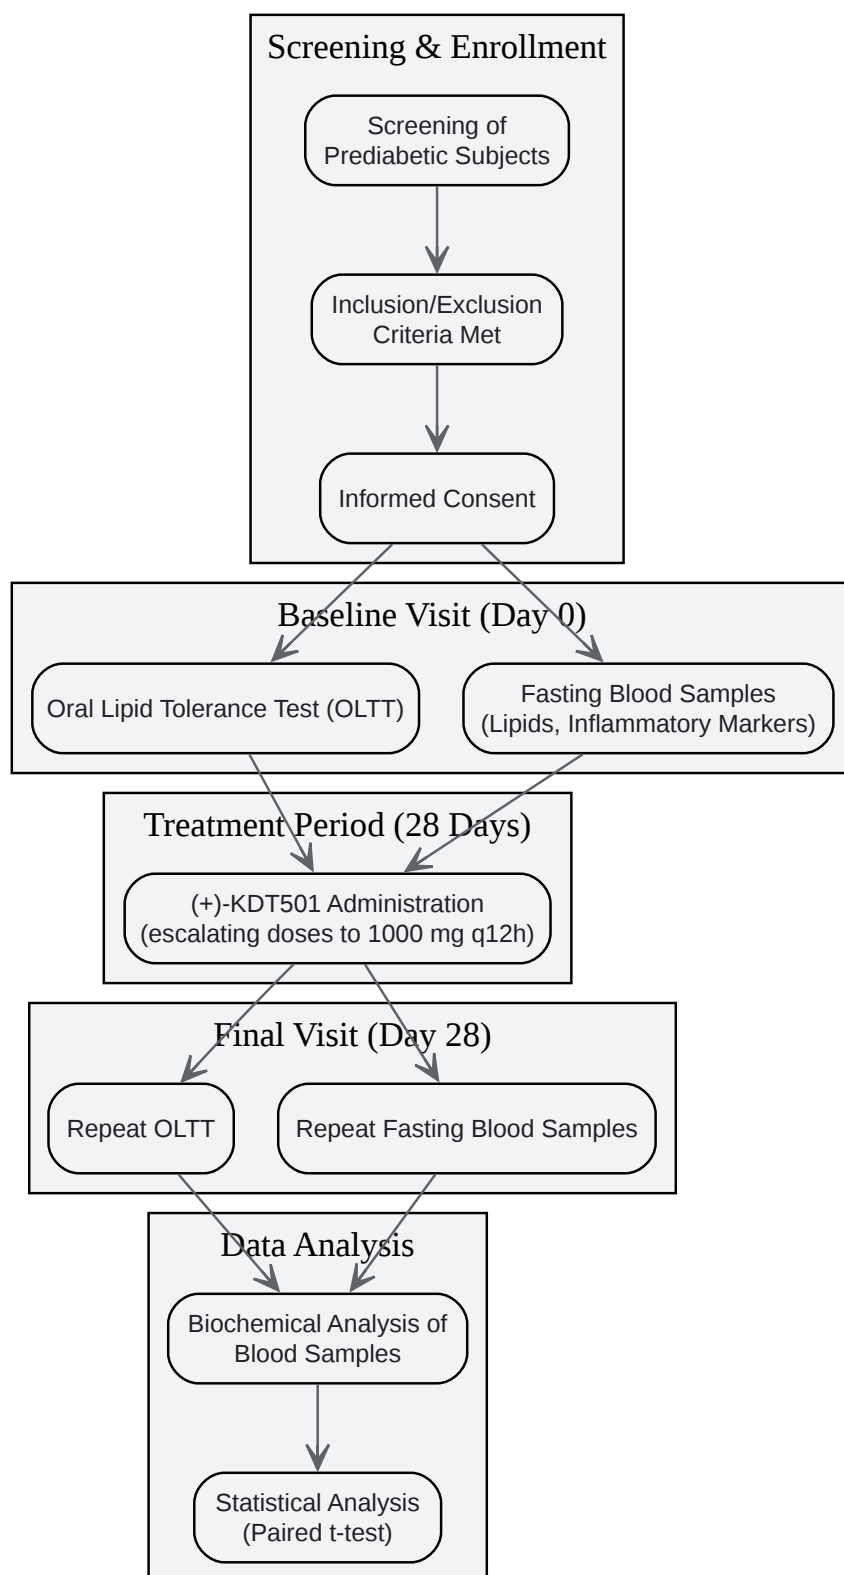 Screening & Enrollment
Screening of
Prediabetic Subjects
Inclusion/Exclusion
Criteria Met
Informed Consent
Baseline Visit (Day 0)
Oral Lipid Tolerance Test (OLTT)
Fasting Blood Samples
(Lipids, Inflammatory Markers)
Treatment Period (28 Days)
(+)-KDT501 Administration
(escalating doses to 1000 mg q12h)
Final Visit (Day 28)
Repeat OLTT
Repeat Fasting Blood Samples
Data Analysis
Biochemical Analysis of
Blood Samples
Statistical Analysis
(Paired t-test)